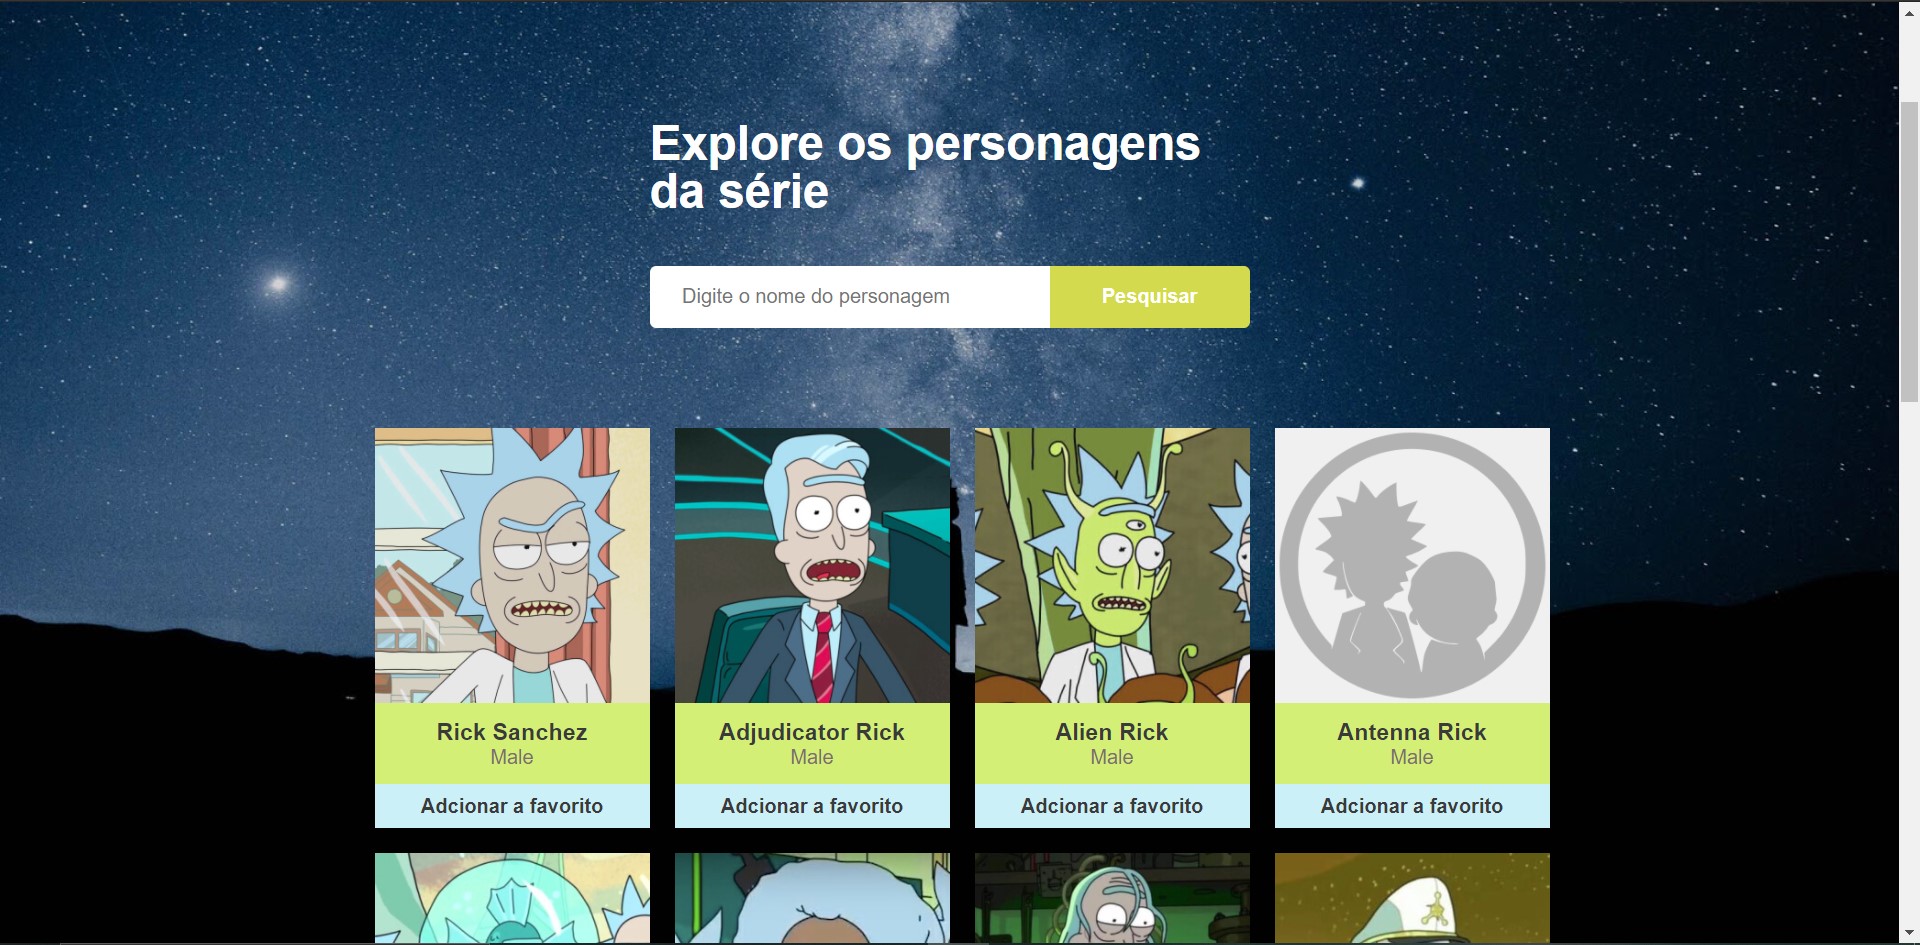 Explore os personagens
da série
Digite o nome do personagem
Pesquisar
Rick Sanchez
Male
Adcionar a favorito
Adjudicator Rick
Male
Adcionar a favorito
Alien Rick
Male
Adcionar a favorito
Antenna Rick
Male
Adcionar a favorito